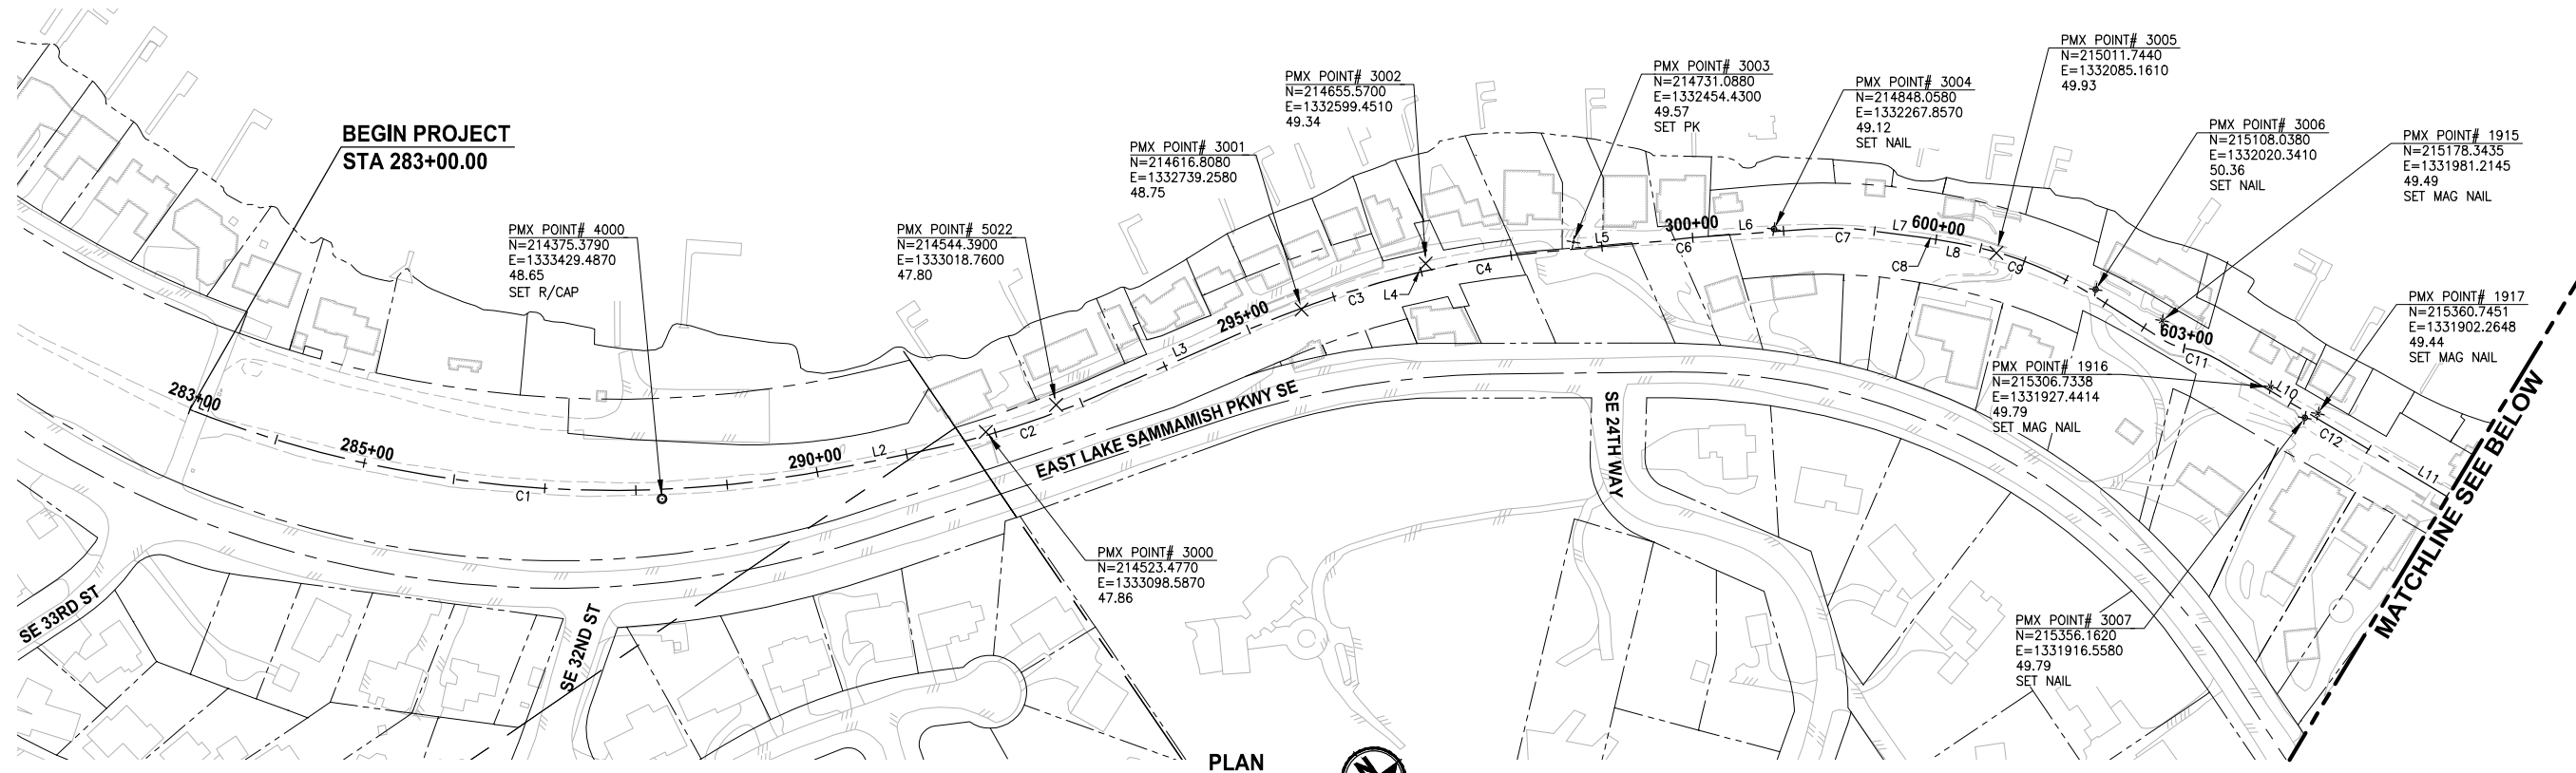 BEGIN PROJECT
STA 283+00.00
PMX POINT# 4000
N=214375.3790
E=1333429.4870
48.65
SET R/CAP
PMX POINT# 5022
N=214544.3900
E=1333018.7600
47.80
PMX POINT# 3001
N=214616.8080
E=1332739.2580
48.75
PMX POINT# 3002
N=214655.5700
E=1332599.4510
49.34
PMX POINT# 3003
N=214731.0880
E=1332454.4300
49.57
SET PK
PMX POINT# 3004
N=214848.0580
E=1332267.8570
49.12
SET NAIL
PMX POINT# 3005
N=215011.7440
E=1332085.1610
49.93
PMX POINT# 3006
N=215108.0380
E=1332020.3410
50.36
SET NAIL
PMX POINT# 1915
N=215178.3435
E=1331981.2145
49.49
SET MAG NAIL
PMX POINT# 1917
N=215360.7451
E=1331902.2648
49.44
SET MAG NAIL
PMX POINT# 1916
N=215306.7338
E=1331927.4414
49.79
SET MAG NAIL
PMX POINT# 3007
N=215356.1620
E=1331916.5580
49.79
SET NAIL
PMX POINT# 3000
N=214523.4770
E=1333098.5870
47.86
283+00
L1
285+00
C1
290+00
L2
C2
L3
295+00
C3
L4
C4
L5
300+00
C6
L6
C7
L7
600+00
C8
L8
C9
603+00
C11
L10
C12
L11
EAST LAKE SAMMAMISH PKWY SE
SE 24TH WAY
SE 33RD ST
SE 32ND ST
MATCHLINE SEE BELOW
PLAN
N